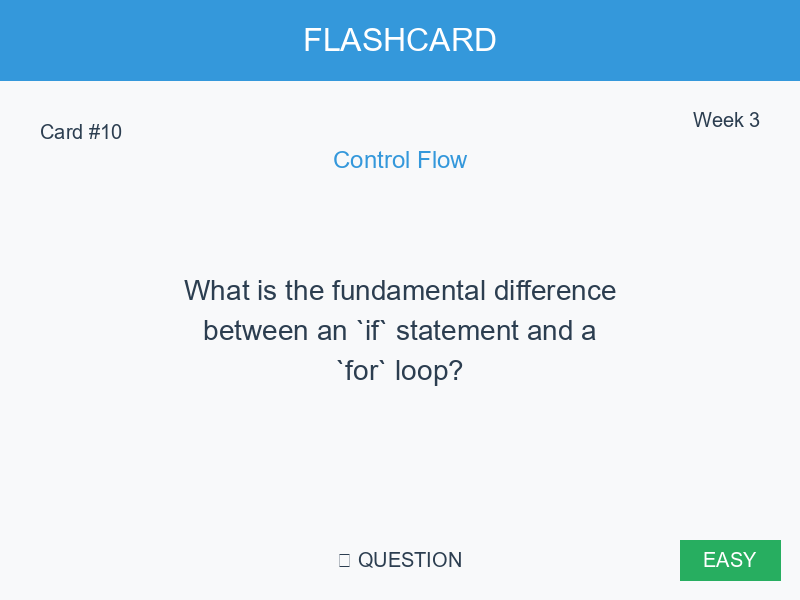 FLASHCARD
Card #10
Week 3
Control Flow
What is the fundamental difference
between an `if` statement and a
`for` loop?
QUESTION
EASY